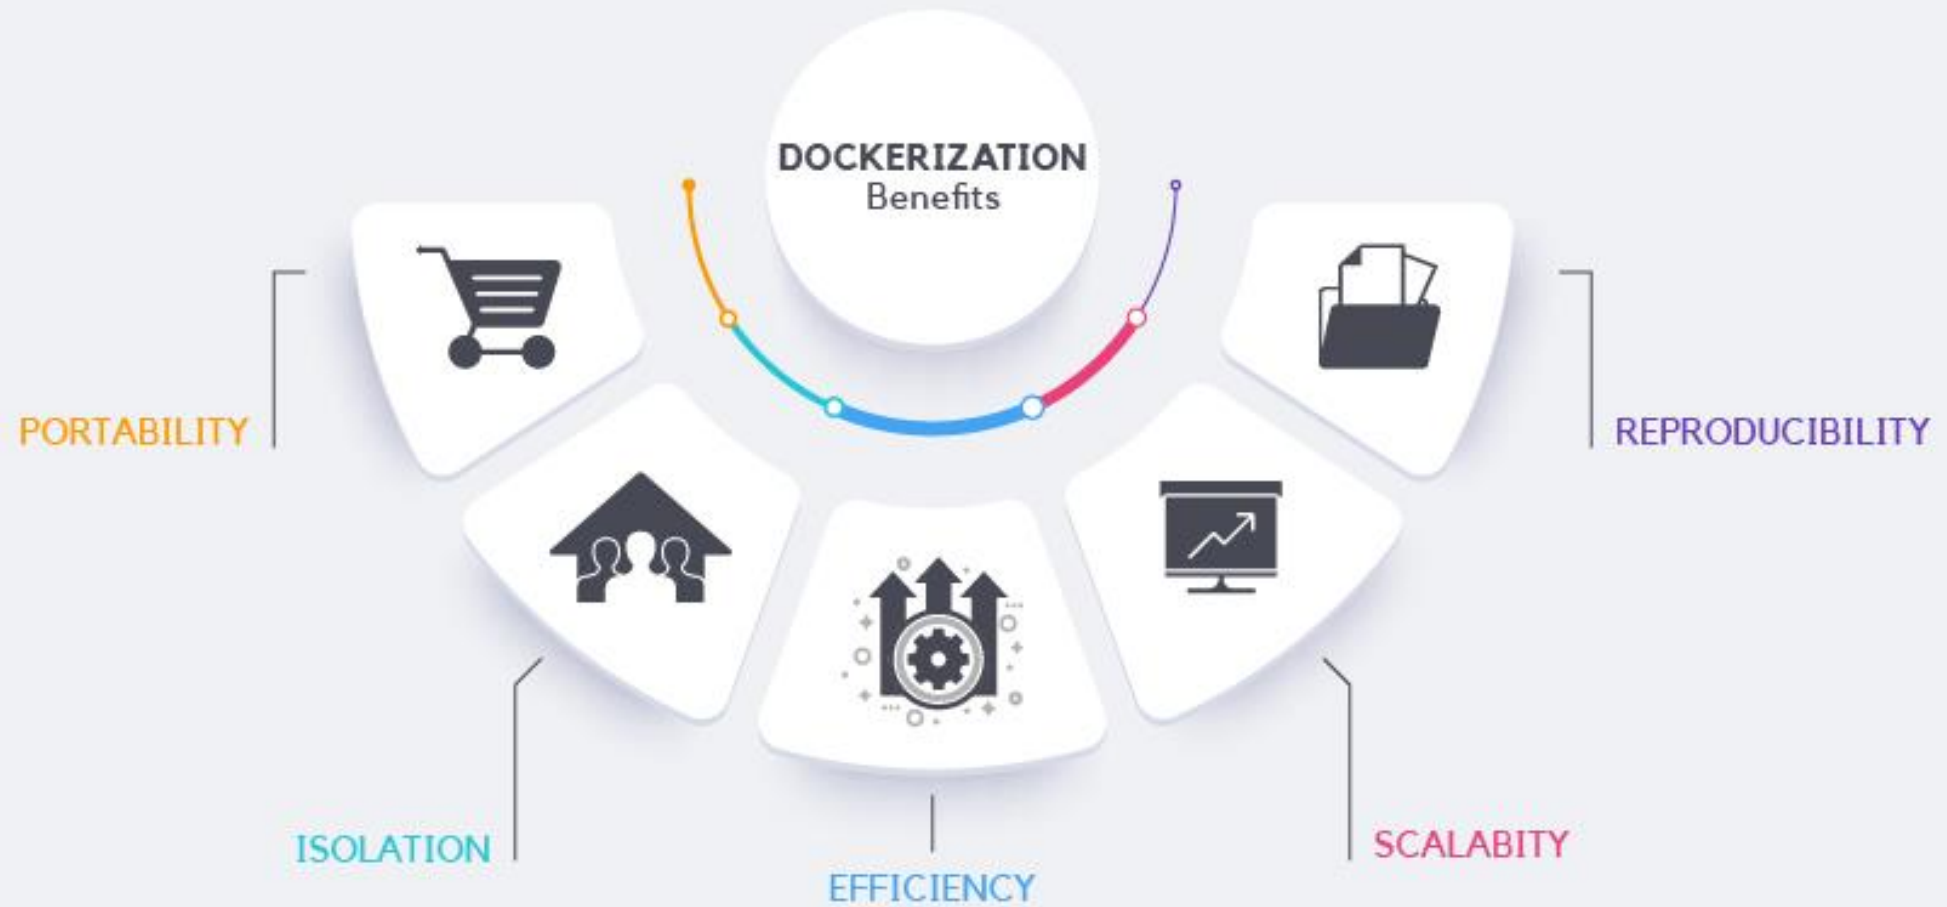 DOCKERIZATION
Benefits
PORTABILITY
REPRODUCIBILITY
ISOLATION
SCALABITY
EFFICIENCY